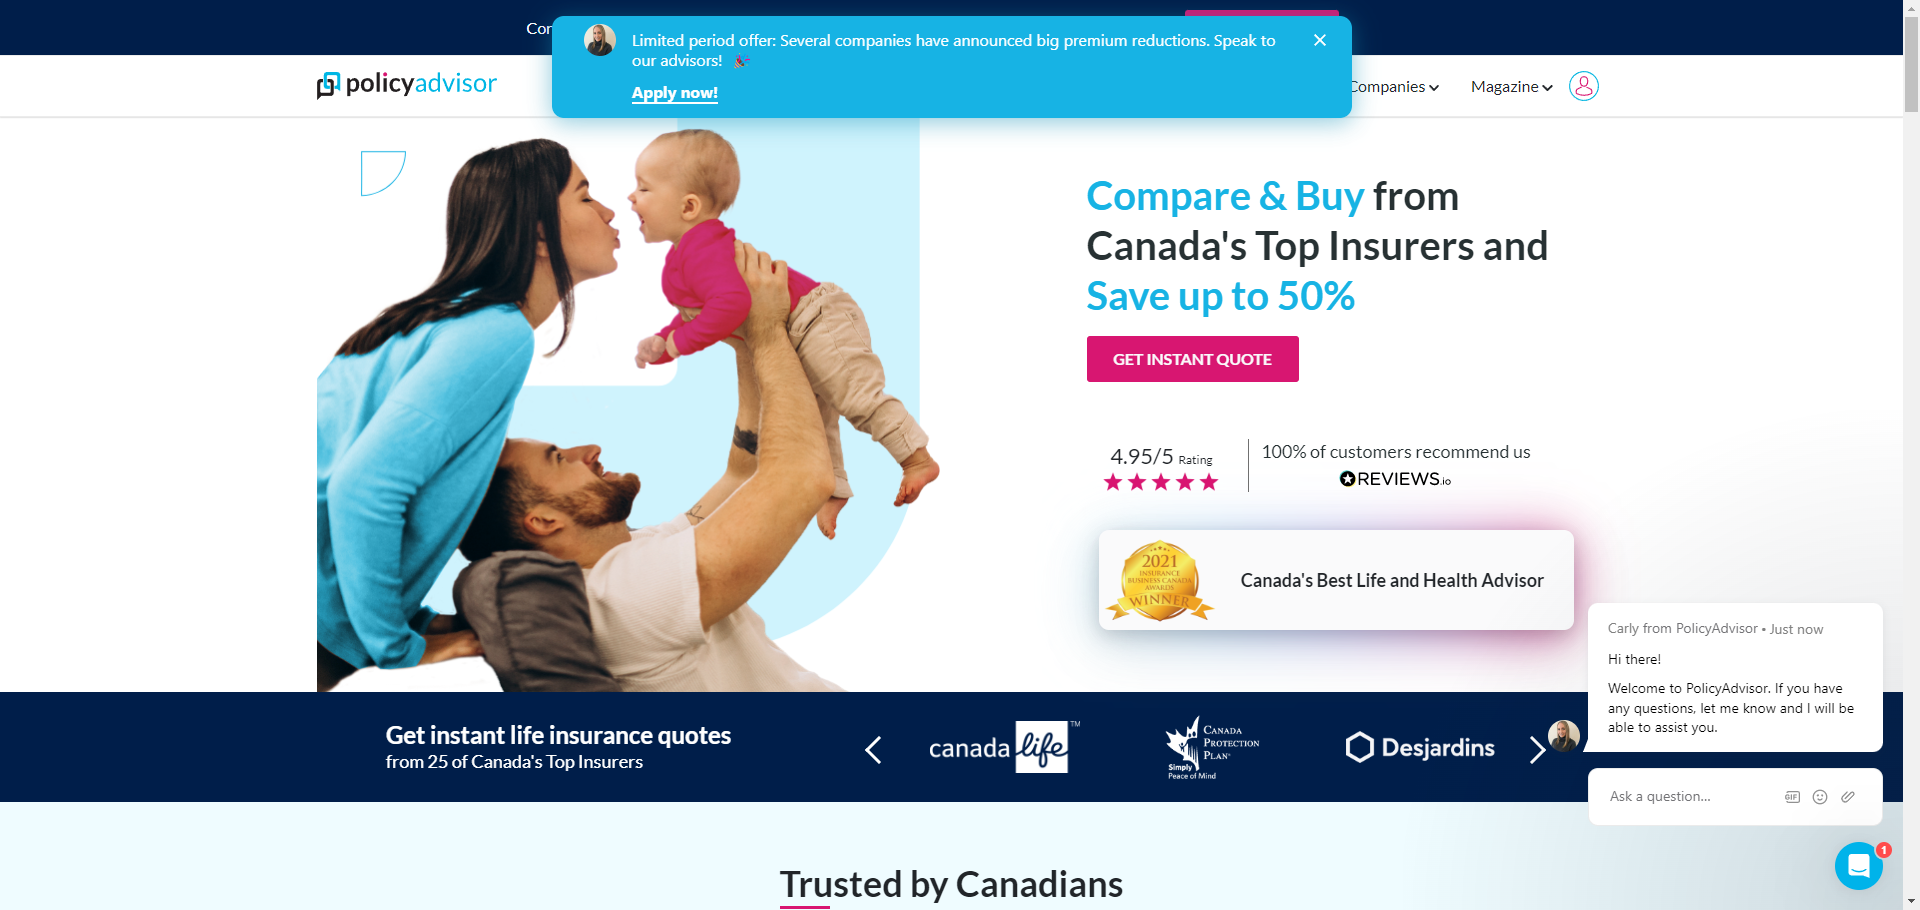 Limited period offer: Several companies have announced big premium reductions. Speak to
our advisors!
Apply now!
policyadvisor
Companies
Magazine
Compare & Buy from
Canada's Top Insurers and
Save up to 50%
GET INSTANT QUOTE
4.95/5 Rating
100% of customers recommend us
REVIEWS.io
2021
INSURANCE
BUSINESS CANADA
AWARDS
WINNER
Canada's Best Life and Health Advisor
Carly from PolicyAdvisor • Just now
Hi there!
Welcome to PolicyAdvisor. If you have
any questions, let me know and I will be
able to assist you.
Get instant life insurance quotes
from 25 of Canada's Top Insurers
canada life™
CANADA
PROTECTION
PLAN
Simply
Peace of Mind
Desjardins
Ask a question...
GIF
1
Trusted by Canadians